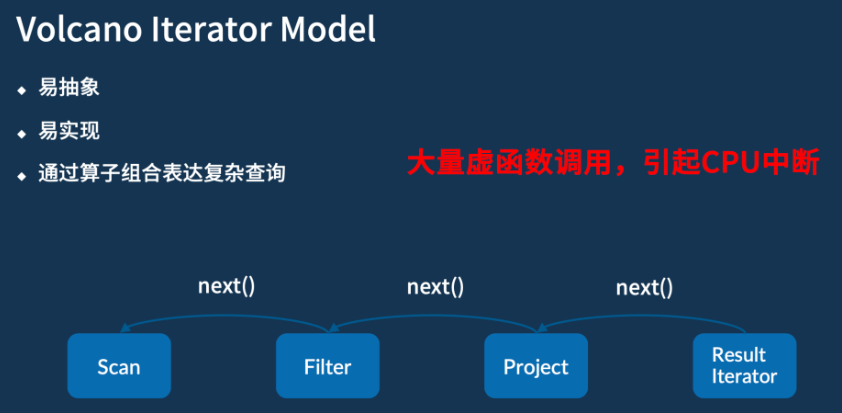 Volcano Iterator Model
易抽象
易实现
大量虚函数调用，引起CPU中断
通过算子组合表达复杂查询
next()
next()
next()
Scan
Filter
Project
Result
Iterator